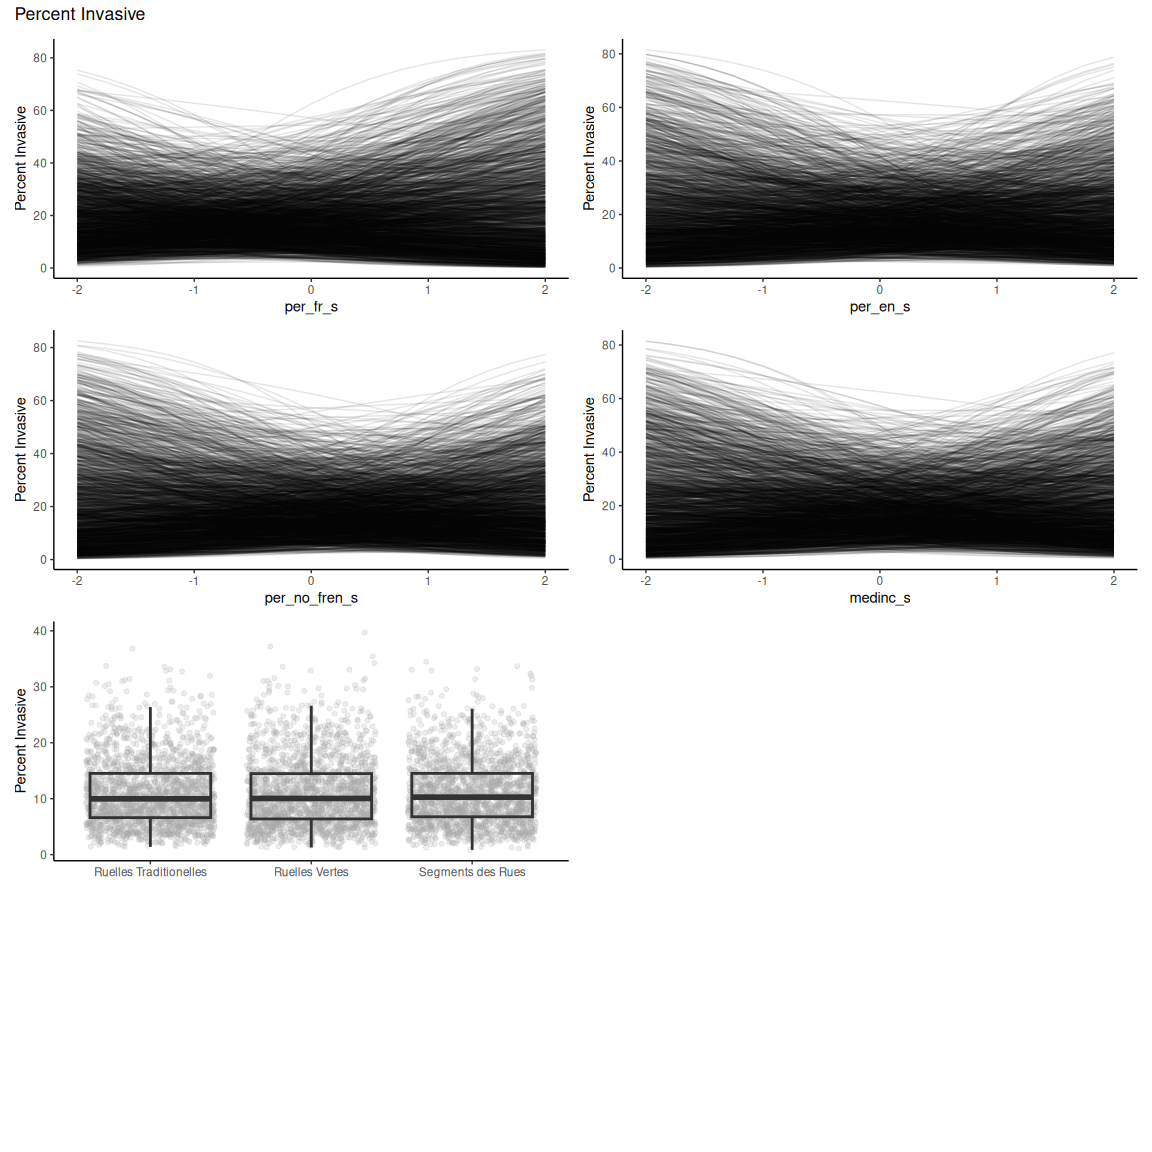 Percent Invasive
Percent Invasive
80
60
40
20
0
-2 -1 0 1 2
per_fr_s
Percent Invasive
80
60
40
20
0
-2 -1 0 1 2
per_en_s
Percent Invasive
80
60
40
20
0
-2 -1 0 1 2
per_no_fren_s
Percent Invasive
80
60
40
20
0
-2 -1 0 1 2
medinc_s
Percent Invasive
40
30
20
10
0
Ruelles Traditionelles Ruelles Vertes Segments des Rues